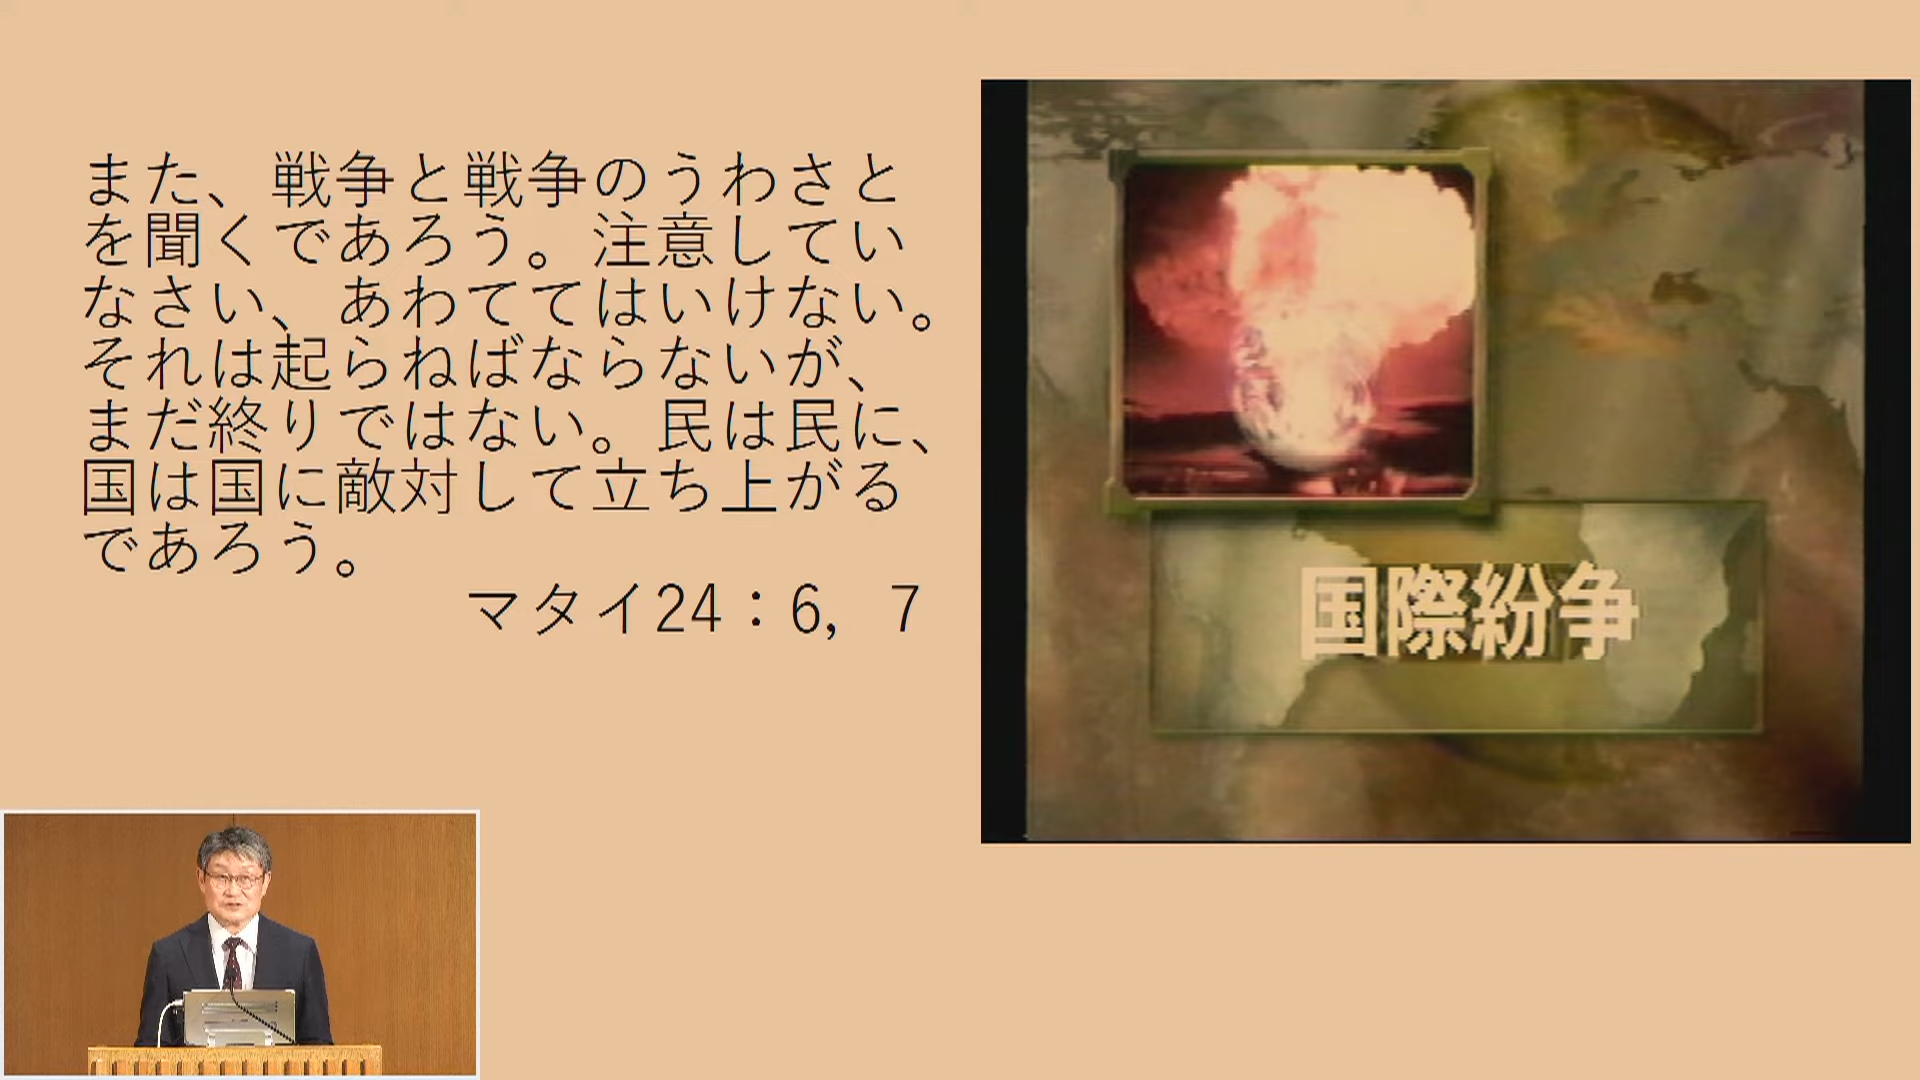 また、戦争と戦争のうわさと
を聞くであろう。注意してい
なさい、あわててはいけない。
それは起らねばならないが、
まだ終りではない。民は民に、
国は国に敵対して立ち上がる
であろう。
マタイ24：6，7
国際紛争